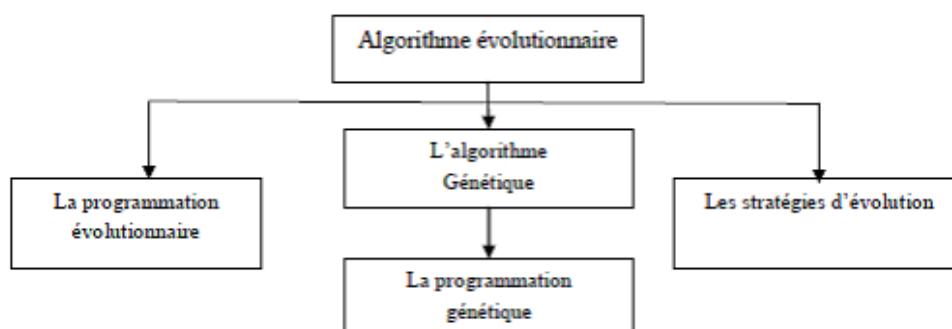 Algorithme évolutionnaire
L'algorithme
Génétique
La programmation
évolutionnaire
Les stratégies d'évolution
La programmation
génétique